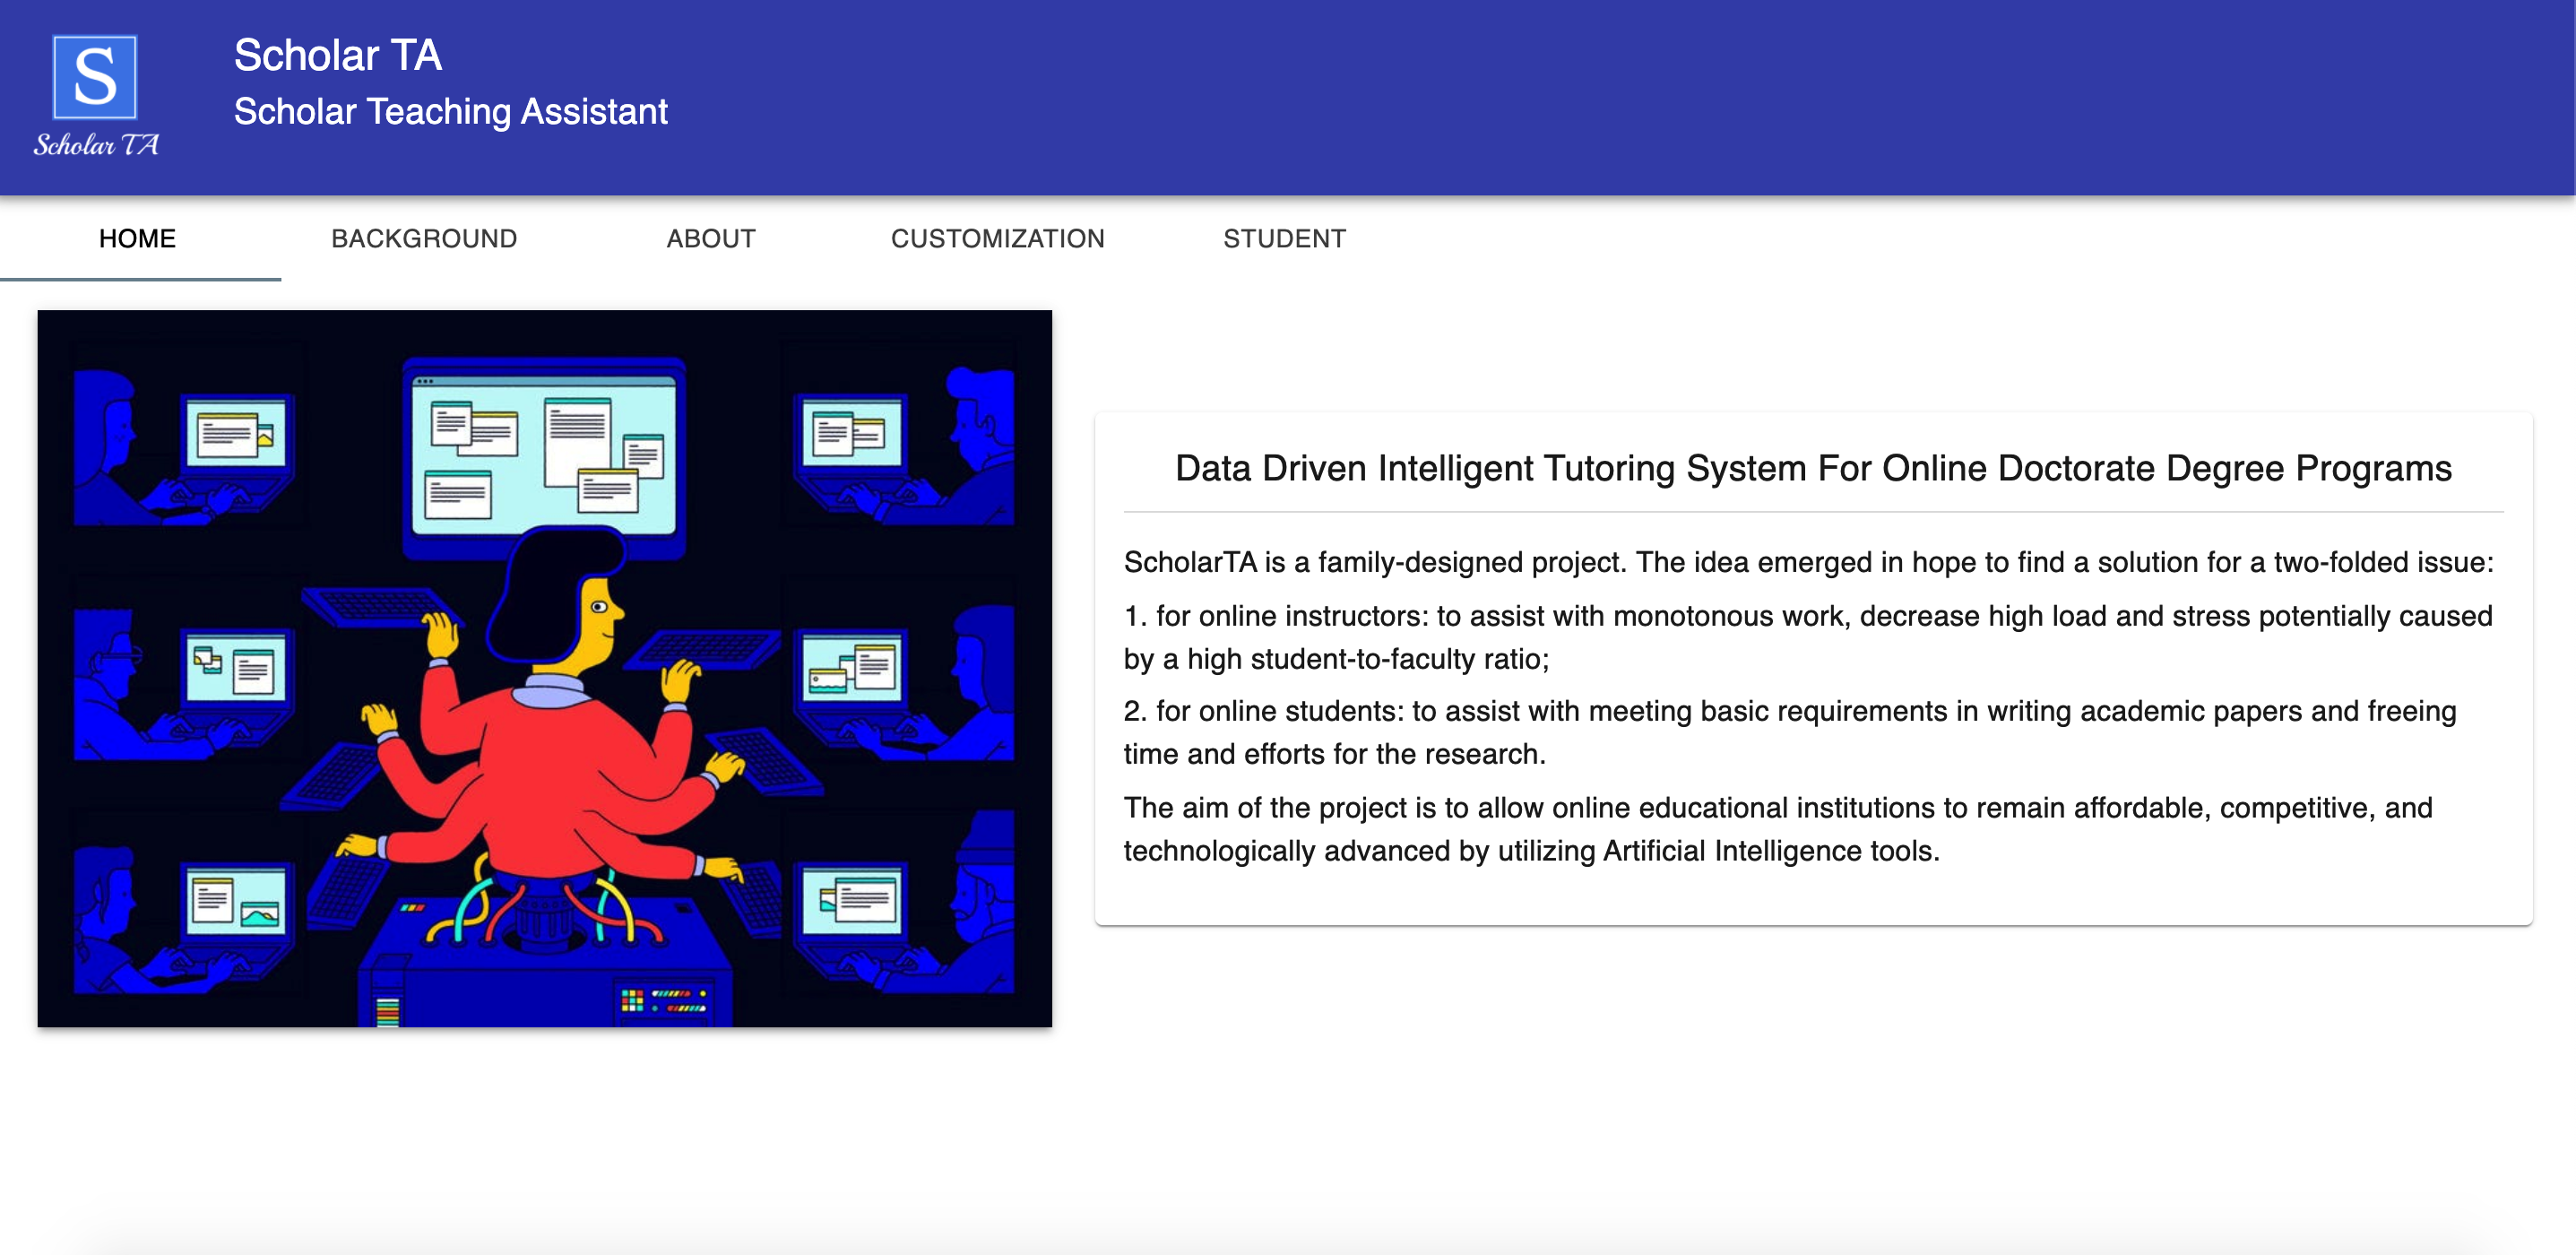 S
Scholar TA
Scholar TA
Scholar Teaching Assistant
HOME BACKGROUND ABOUT CUSTOMIZATION STUDENT
Data Driven Intelligent Tutoring System For Online Doctorate Degree Programs
ScholarTA is a family-designed project. The idea emerged in hope to find a solution for a two-folded issue:
1. for online instructors: to assist with monotonous work, decrease high load and stress potentially caused
by a high student-to-faculty ratio;
2. for online students: to assist with meeting basic requirements in writing academic papers and freeing
time and efforts for the research.
The aim of the project is to allow online educational institutions to remain affordable, competitive, and
technologically advanced by utilizing Artificial Intelligence tools.